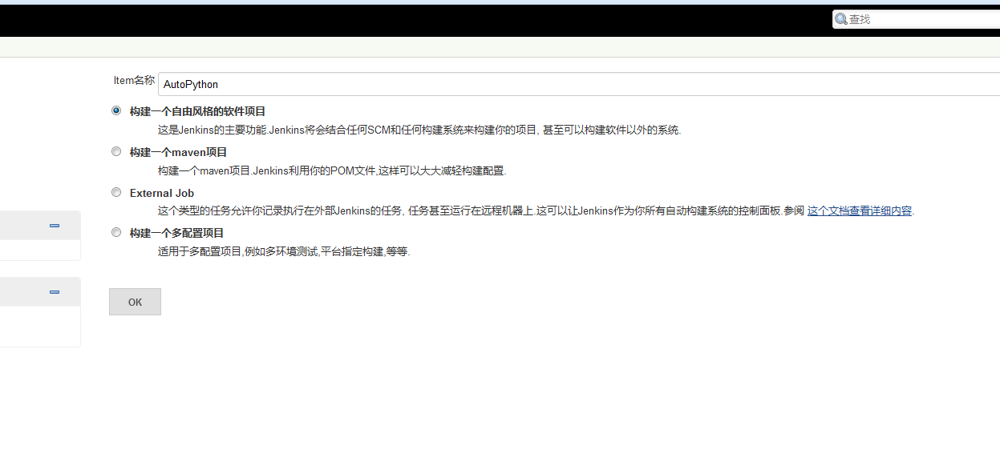 查找
Item名称 AutoPython
构建一个自由风格的软件项目
这是Jenkins的主要功能.Jenkins将会结合任何SCM和任何构建系统来构建你的项目, 甚至可以构建软件以外的系统.
构建一个maven项目
构建一个maven项目.Jenkins利用你的POM文件,这样可以大大减轻构建配置.
External Job
这个类型的任务允许你记录执行在外部Jenkins的任务, 任务甚至运行在远程机器上.这可以让Jenkins作为你所有自动构建系统的控制面板.参阅 这个文档查看详细内容.
构建一个多配置项目
适用于多配置项目,例如多环境测试,平台指定构建,等等.
OK